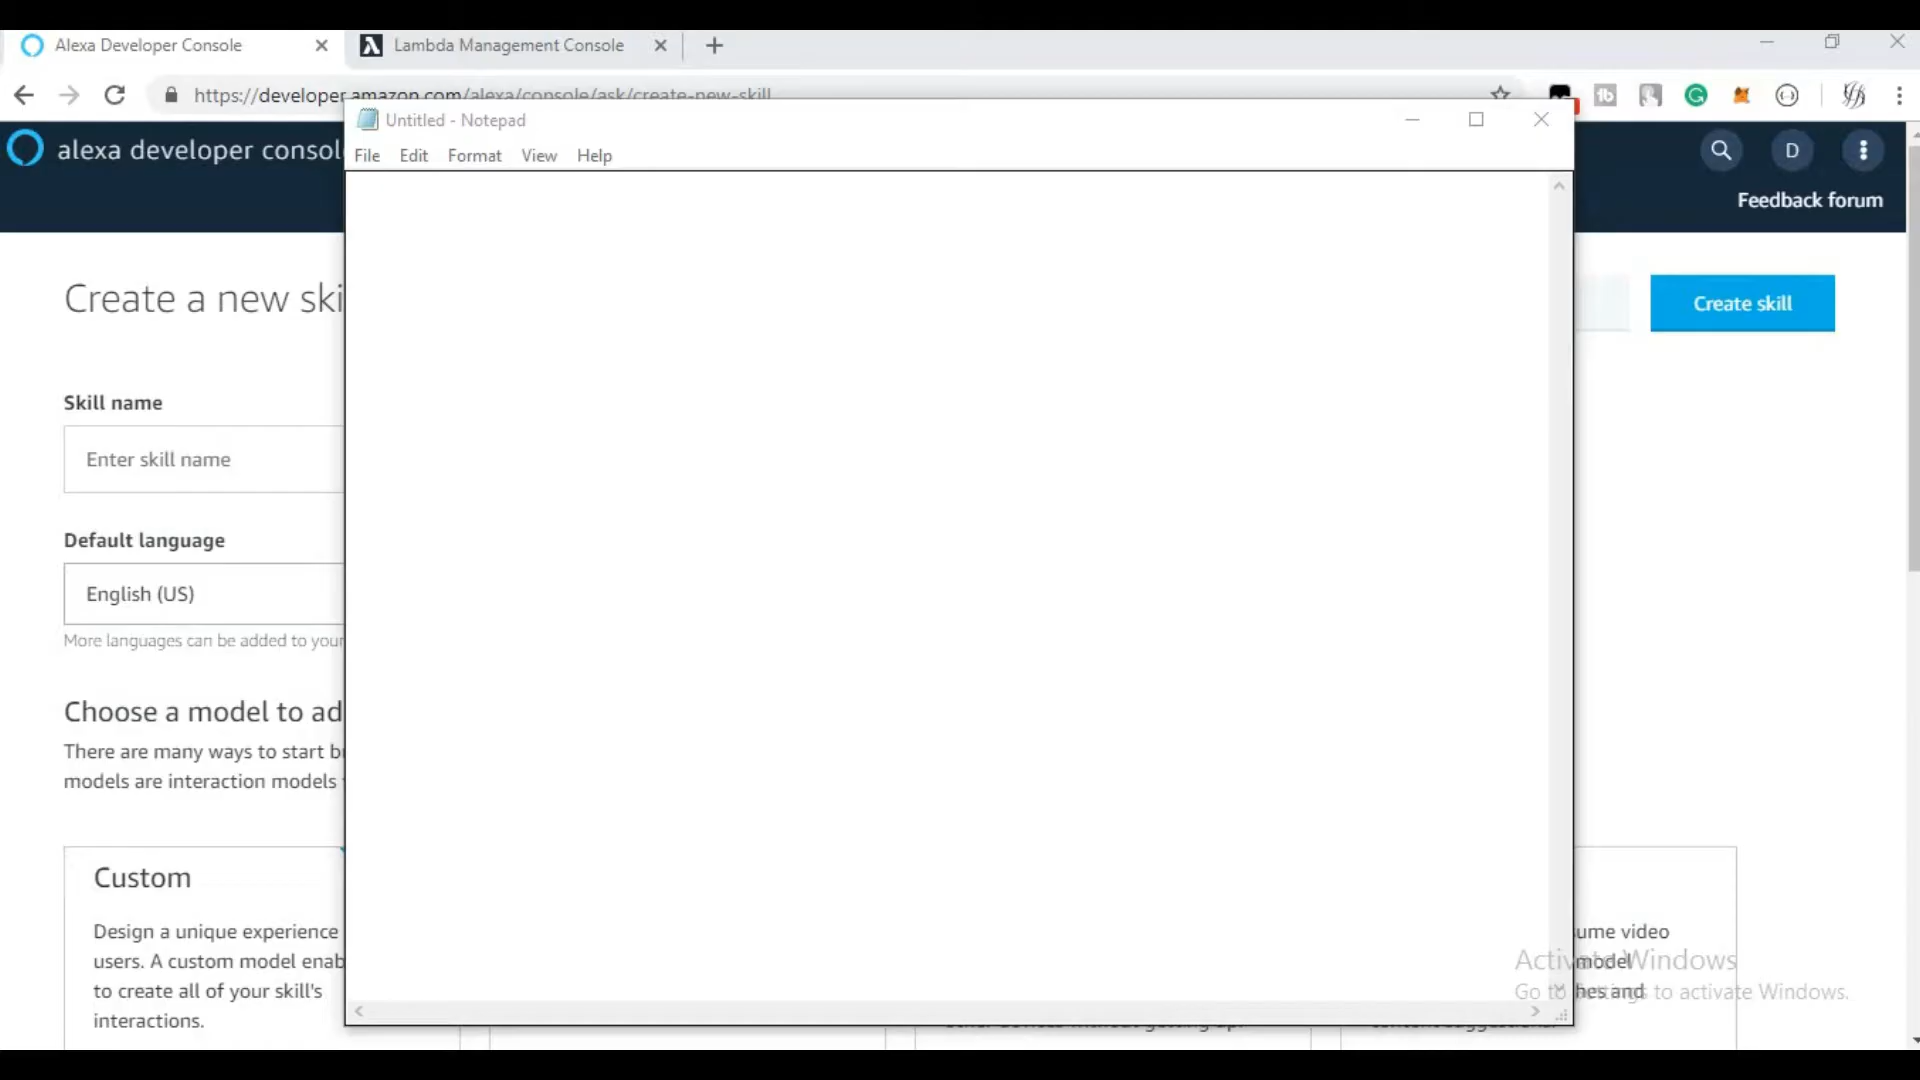 Alexa Developer Console
Lambda Management Console
https://developer.amazon.com/alexa/console/ask/create-new-skill
Untitled - Notepad
File Edit Format View Help
alexa developer consol
D
Feedback forum
Create a new ski
Create skill
Skill name
Enter skill name
Default language
English (US)
More languages can be added to your
Choose a model to ad
There are many ways to start b
models are interaction models
Custom
Design a unique experience
users. A custom model enab
to create all of your skill's
interactions.
ume video
model
hes and
Activate Windows
Go to Settings to activate Windows.